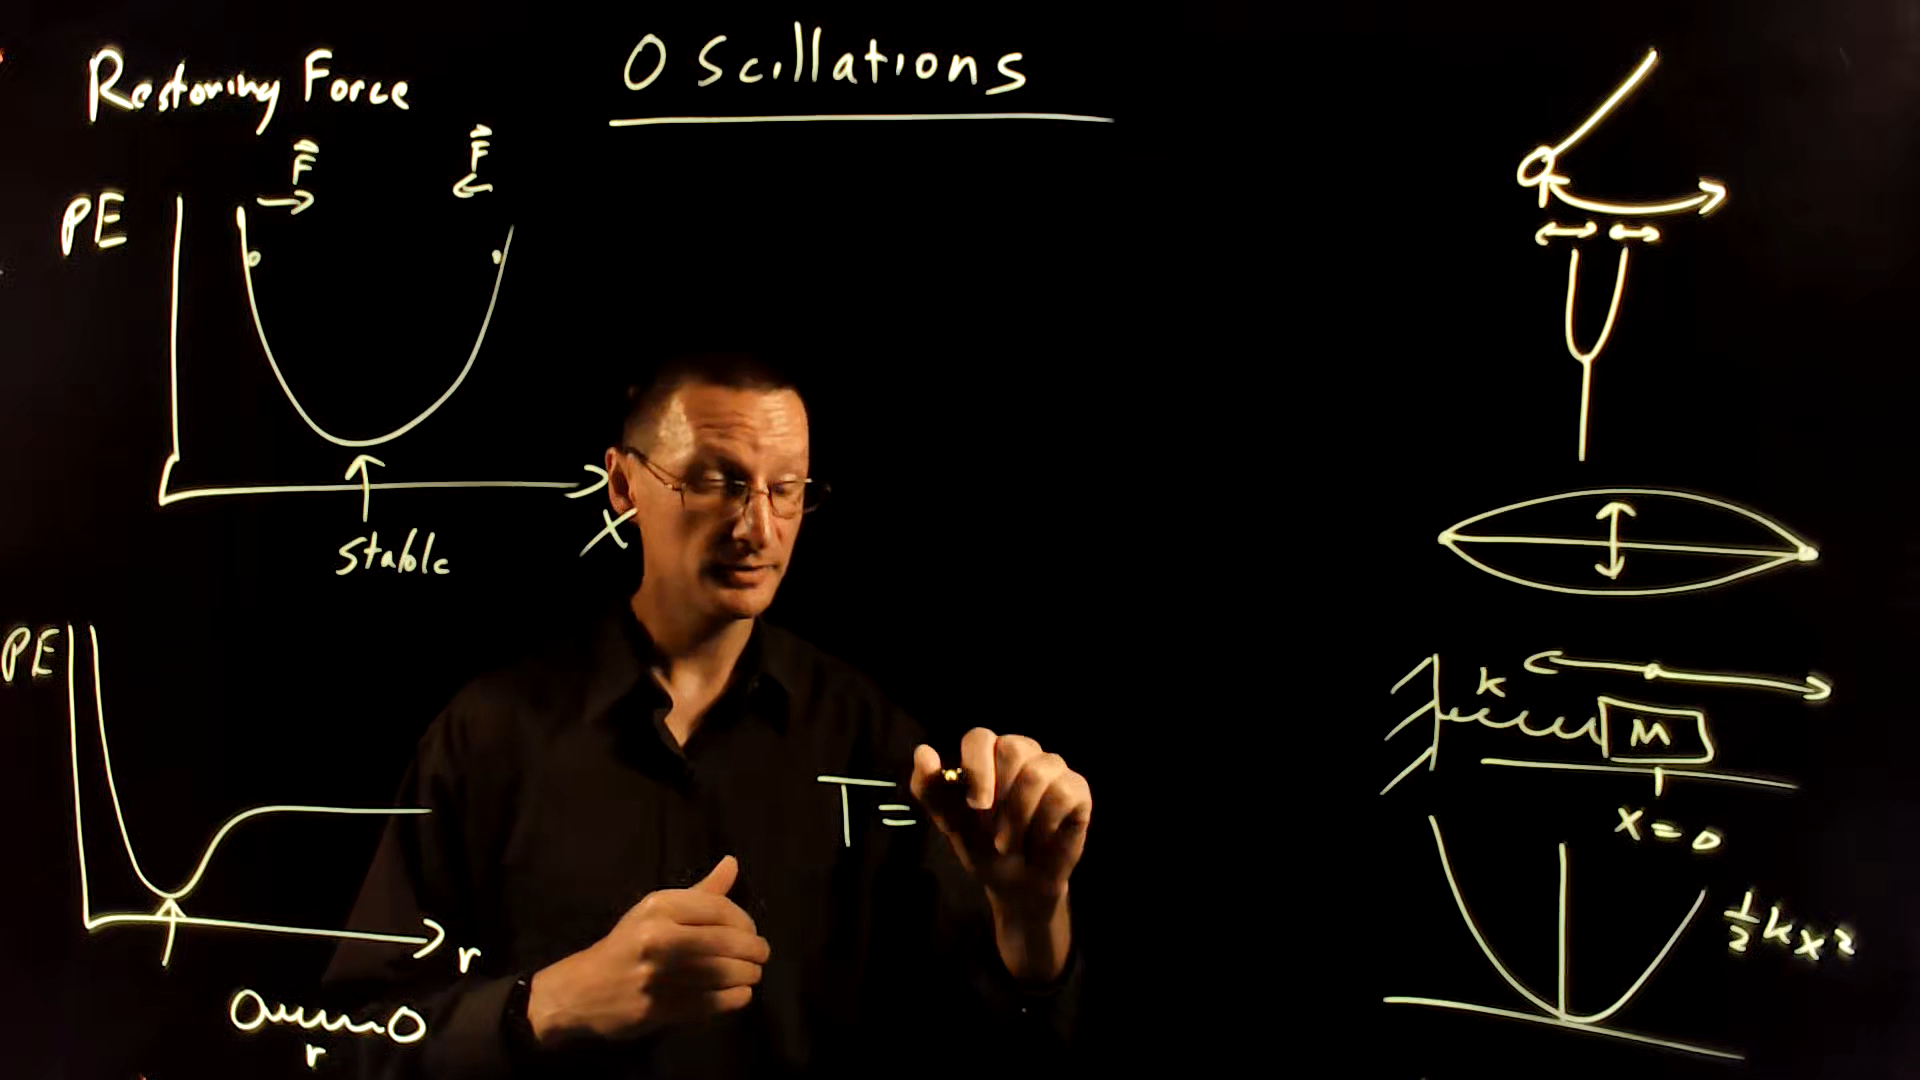 Oscillations
Restoring Force
F
F
PE
stable
X
PE
r
r
T=
k
M
x=0
½kx²